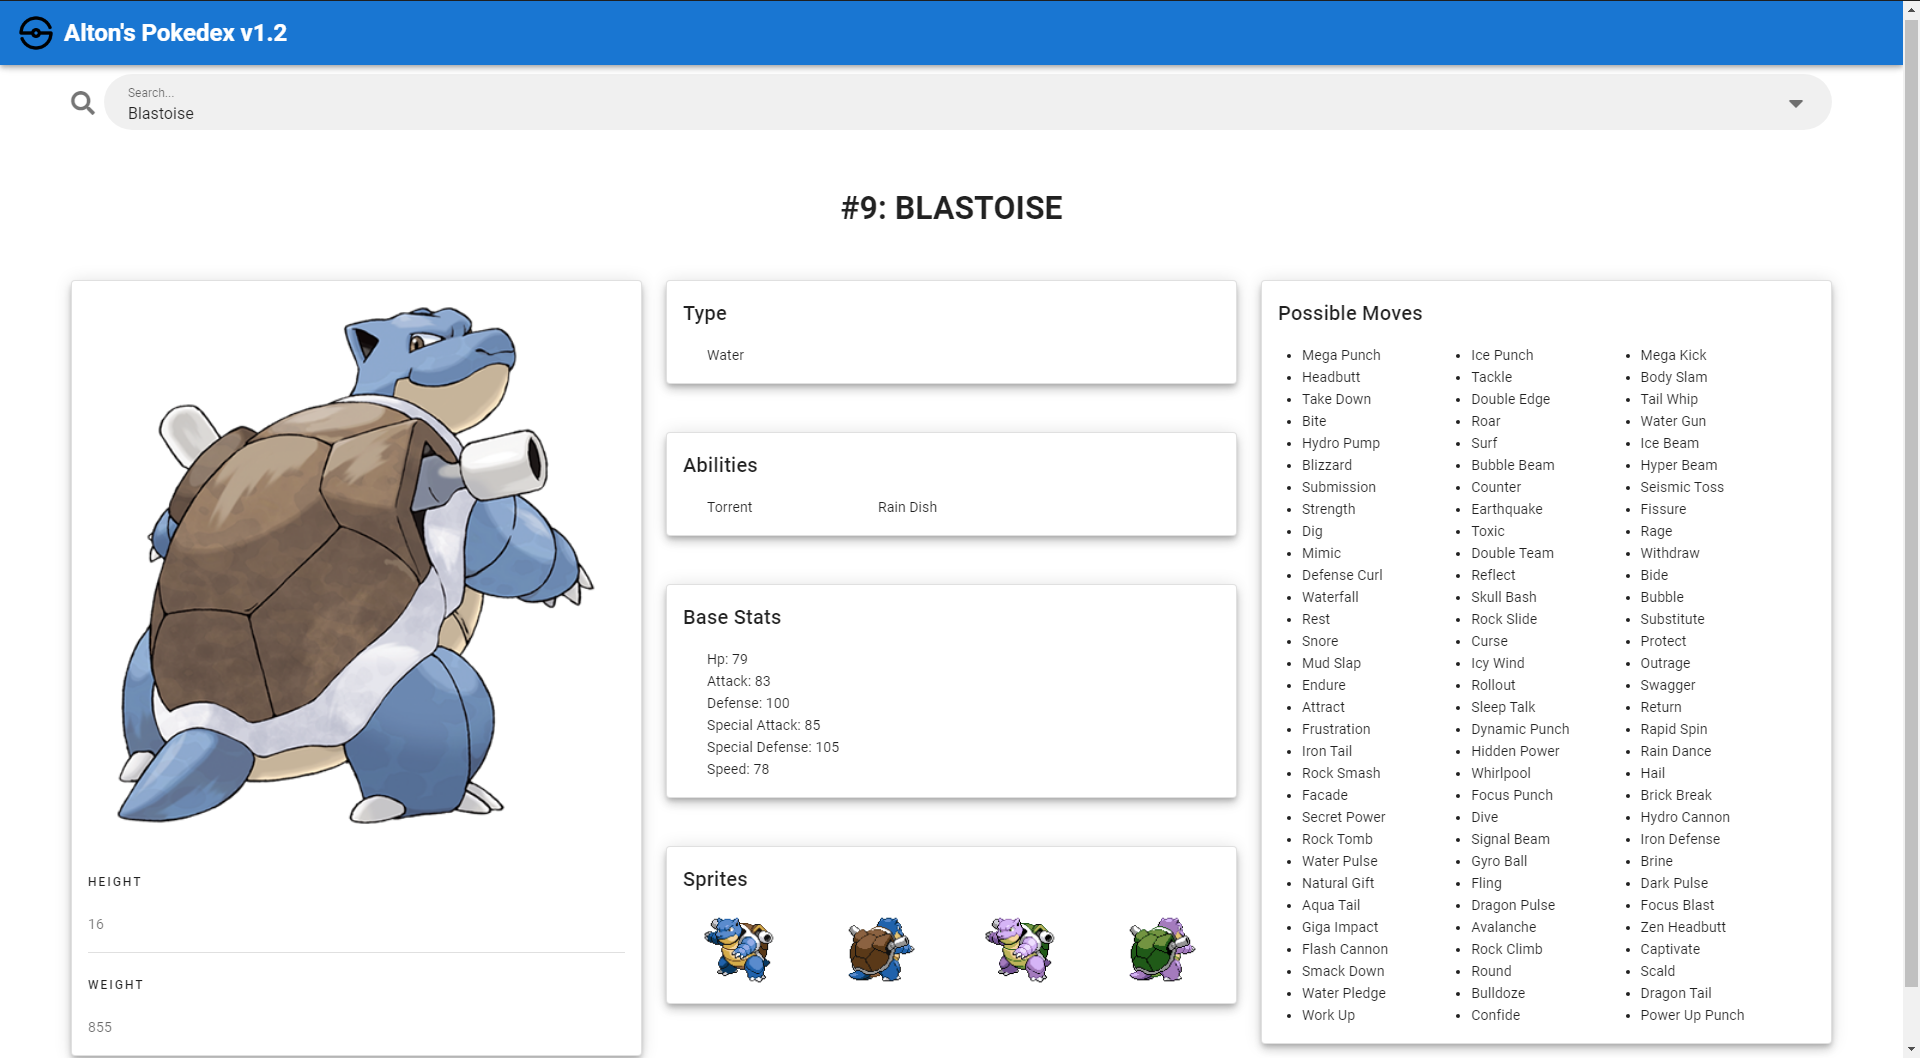 Alton's Pokedex v1.2
Search...
Blastoise
#9: BLASTOISE
HEIGHT
16
WEIGHT
855
Type
Water
Abilities
Torrent Rain Dish
Base Stats
Hp: 79
Attack: 83
Defense: 100
Special Attack: 85
Special Defense: 105
Speed: 78
Sprites
Possible Moves
Mega Punch Ice Punch Mega Kick
Headbutt Tackle Body Slam
Take Down Double Edge Tail Whip
Bite Roar Water Gun
Hydro Pump Surf Ice Beam
Blizzard Bubble Beam Hyper Beam
Submission Counter Seismic Toss
Strength Earthquake Fissure
Dig Toxic Rage
Mimic Double Team Withdraw
Defense Curl Reflect Bide
Waterfall Skull Bash Bubble
Rest Rock Slide Substitute
Snore Curse Protect
Mud Slap Icy Wind Outrage
Endure Rollout Swagger
Attract Sleep Talk Return
Frustration Dynamic Punch Rapid Spin
Iron Tail Hidden Power Rain Dance
Rock Smash Whirlpool Hail
Facade Focus Punch Brick Break
Secret Power Dive Hydro Cannon
Rock Tomb Signal Beam Iron Defense
Water Pulse Gyro Ball Brine
Natural Gift Fling Dark Pulse
Aqua Tail Dragon Pulse Focus Blast
Giga Impact Avalanche Zen Headbutt
Flash Cannon Rock Climb Captivate
Smack Down Round Scald
Water Pledge Bulldoze Dragon Tail
Work Up Confide Power Up Punch